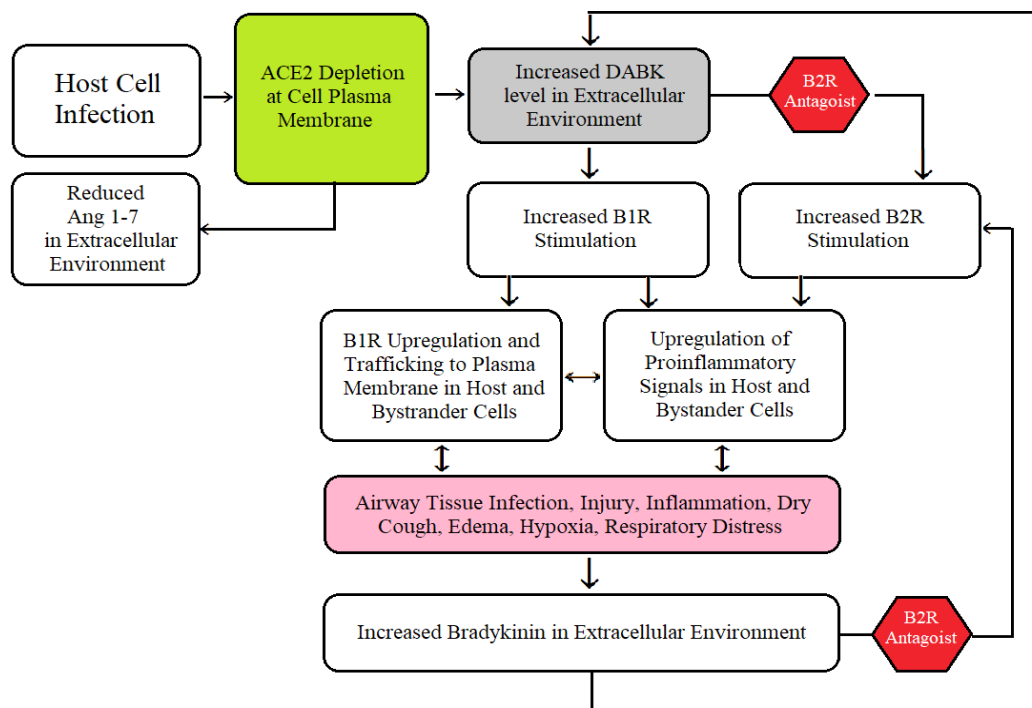 Host Cell
Infection
ACE2 Depletion
at Cell Plasma
Membrane
Increased DABK
level in Extracellular
Environment
B2R
Antagoist
Reduced
Ang 1-7
in Extracellular
Environment
Increased B1R
Stimulation
Increased B2R
Stimulation
B1R Upregulation and
Trafficking to Plasma
Membrane in Host and
Bystrander Cells
Upregulation of
Proinflammatory
Signals in Host and
Bystander Cells
Airway Tissue Infection, Injury, Inflammation, Dry
Cough, Edema, Hypoxia, Respiratory Distress
Increased Bradykinin in Extracellular Environment
B2R
Antagoist